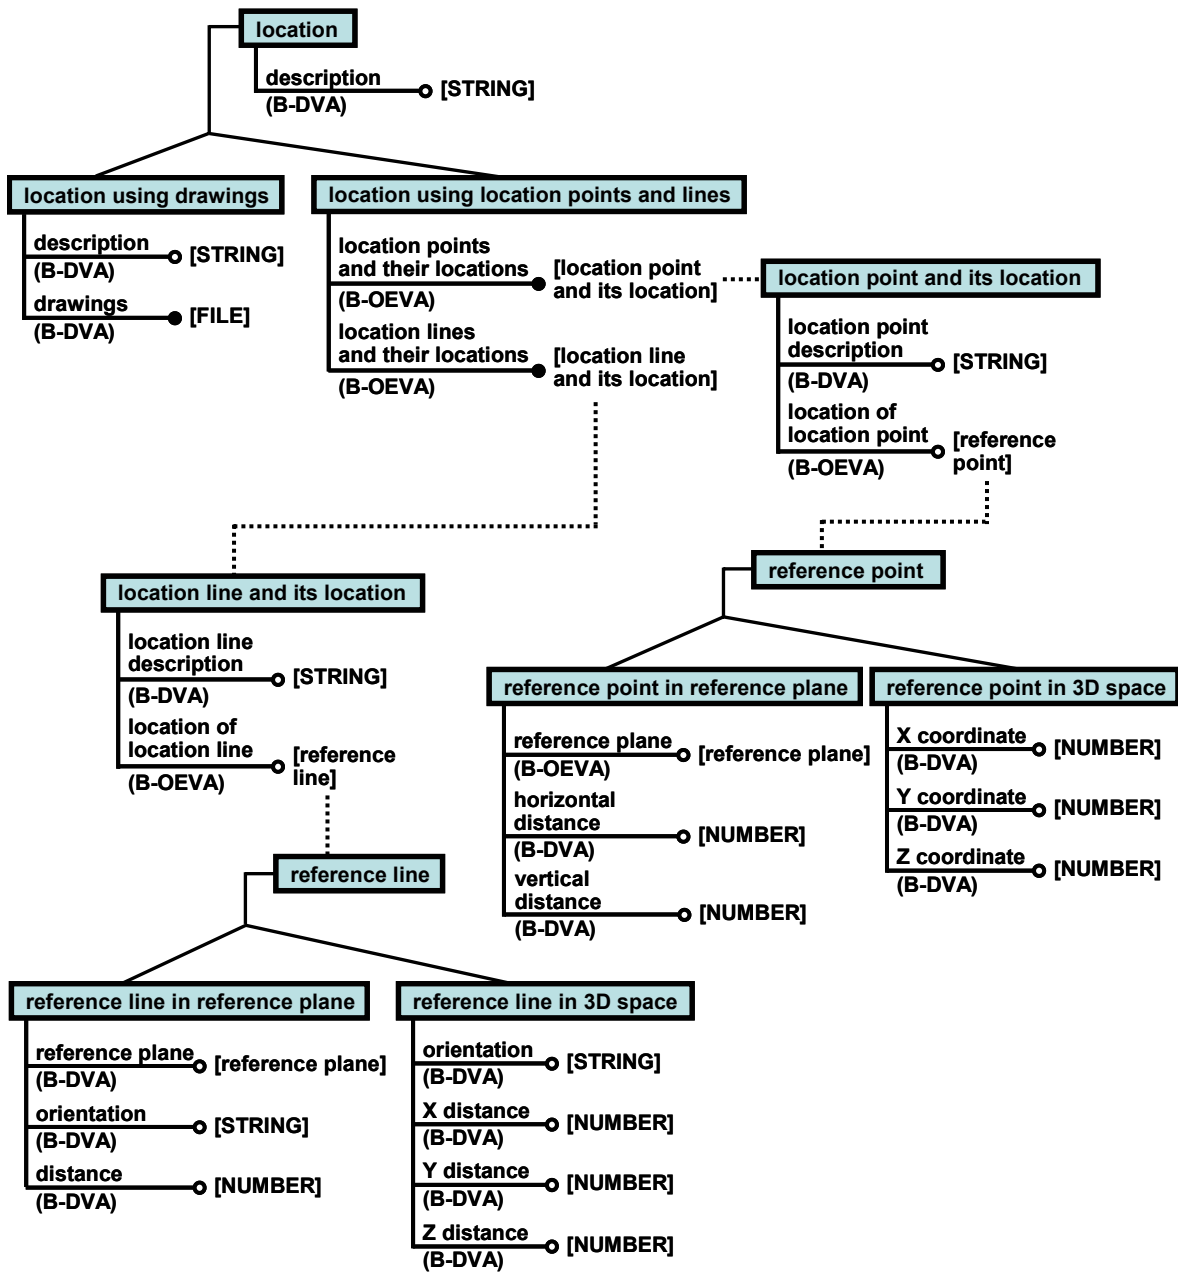 location
description
(B-DVA)
[STRING]
location using drawings
description
(B-DVA)
[STRING]
drawings
(B-DVA)
[FILE]
location using location points and lines
location points
and their locations
(B-OEVA)
[location point
and its location]
location lines
and their locations
(B-OEVA)
[location line
and its location]
location point and its location
location point
description
(B-DVA)
[STRING]
location of
location point
(B-OEVA)
[reference
point]
location line and its location
location line
description
(B-DVA)
[STRING]
location of
location line
(B-OEVA)
[reference
line]
reference point
reference point in reference plane
reference plane
(B-OEVA)
[reference plane]
horizontal
distance
(B-DVA)
[NUMBER]
vertical
distance
(B-DVA)
[NUMBER]
reference point in 3D space
X coordinate
(B-DVA)
[NUMBER]
Y coordinate
(B-DVA)
[NUMBER]
Z coordinate
(B-DVA)
[NUMBER]
reference line
reference line in reference plane
reference plane
(B-DVA)
[reference plane]
orientation
(B-DVA)
[STRING]
distance
(B-DVA)
[NUMBER]
reference line in 3D space
orientation
(B-DVA)
[STRING]
X distance
(B-DVA)
[NUMBER]
Y distance
(B-DVA)
[NUMBER]
Z distance
(B-DVA)
[NUMBER]